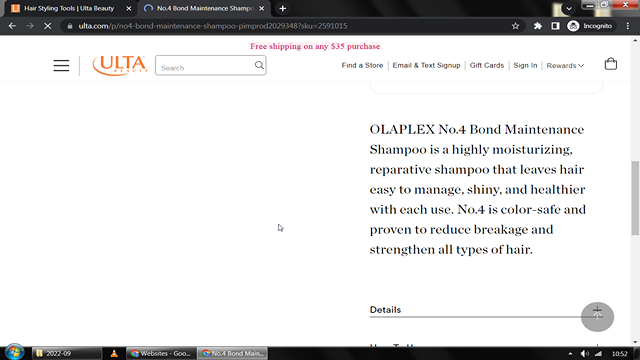 Hair Styling Tools | Ulta Beauty
No.4 Bond Maintenance Shampo
ulta.com/p/no4-bond-maintenance-shampoo-pimprod2029348?sku=2591015
Incognito
Free shipping on any $35 purchase
ULTA
BEAUTY
Search
Find a Store
Email & Text Signup
Gift Cards
Sign In
Rewards
OLAPLEX No.4 Bond Maintenance
Shampoo is a highly moisturizing,
reparative shampoo that leaves hair
easy to manage, shiny, and healthier
with each use. No.4 is color-safe and
proven to reduce breakage and
strengthen all types of hair.
Details
2022-09
Websites - Goo...
No.4 Bond Main...
10:52